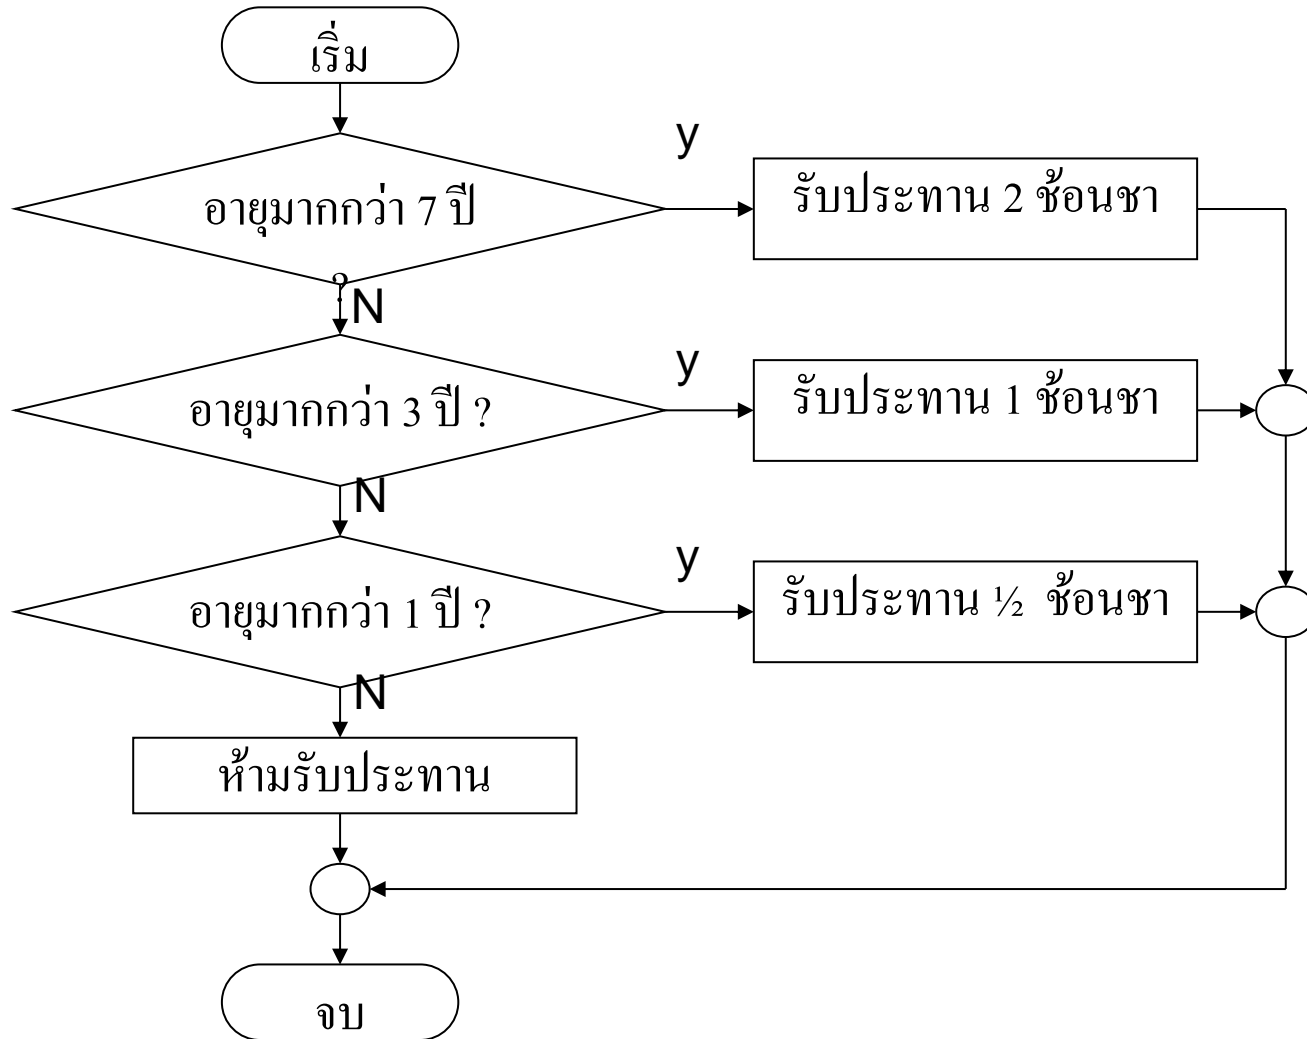 เริ่ม
y
อายุมากกว่า 7 ปี
?
รับประทาน 2 ช้อนชา
N
y
อายุมากกว่า 3 ปี ?
รับประทาน 1 ช้อนชา
N
y
อายุมากกว่า 1 ปี ?
รับประทาน ½ ช้อนชา
N
ห้ามรับประทาน
จบ